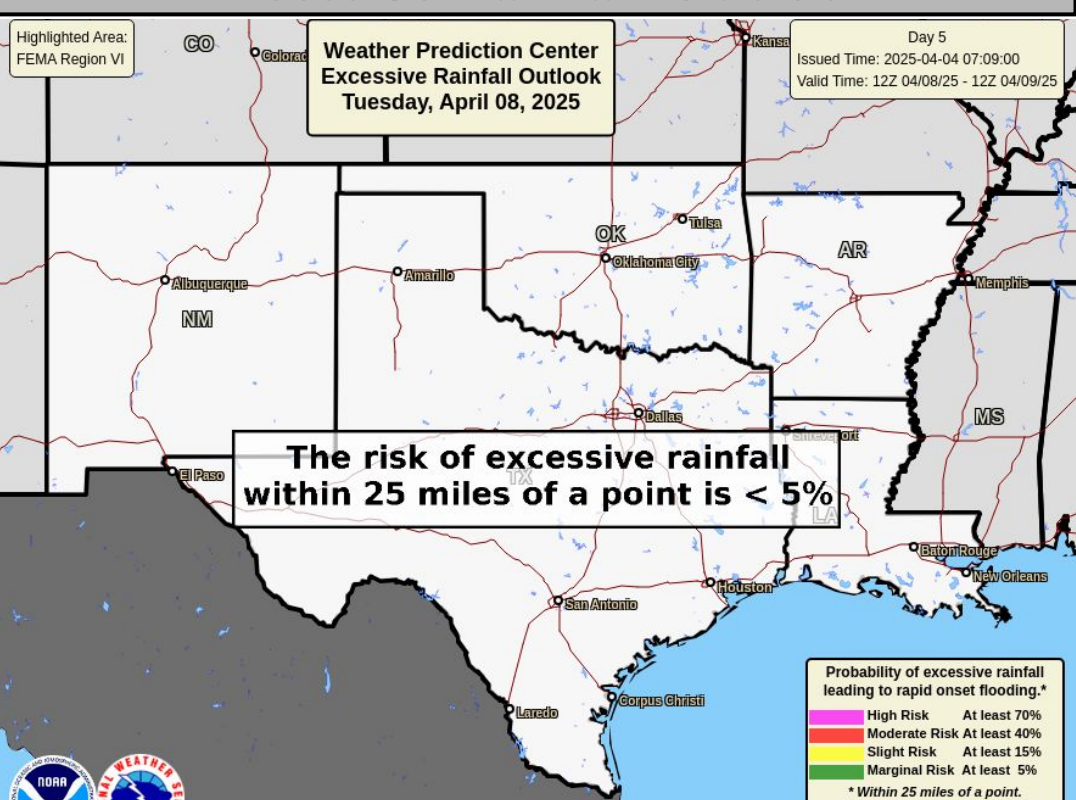 Highlighted Area:
FEMA Region VI
Weather Prediction Center
Excessive Rainfall Outlook
Tuesday, April 08, 2025
Day 5
Issued Time: 2025-04-04 07:09:00
Valid Time: 12Z 04/08/25 - 12Z 04/09/25
CO
OK
Tulsa
Oklahoma City
AR
Albuquerque
Amarillo
Memphis
NM
Dallas
MS
Shreveport
El Paso
The risk of excessive rainfall
within 25 miles of a point is < 5%
TX
LA
Baton Rouge
New Orleans
Houston
San Antonio
Corpus Christi
Laredo
Probability of excessive rainfall
leading to rapid onset flooding.*
High Risk At least 70%
Moderate Risk At least 40%
Slight Risk At least 15%
Marginal Risk At least 5%
* Within 25 miles of a point.
NOAA
WEATHER